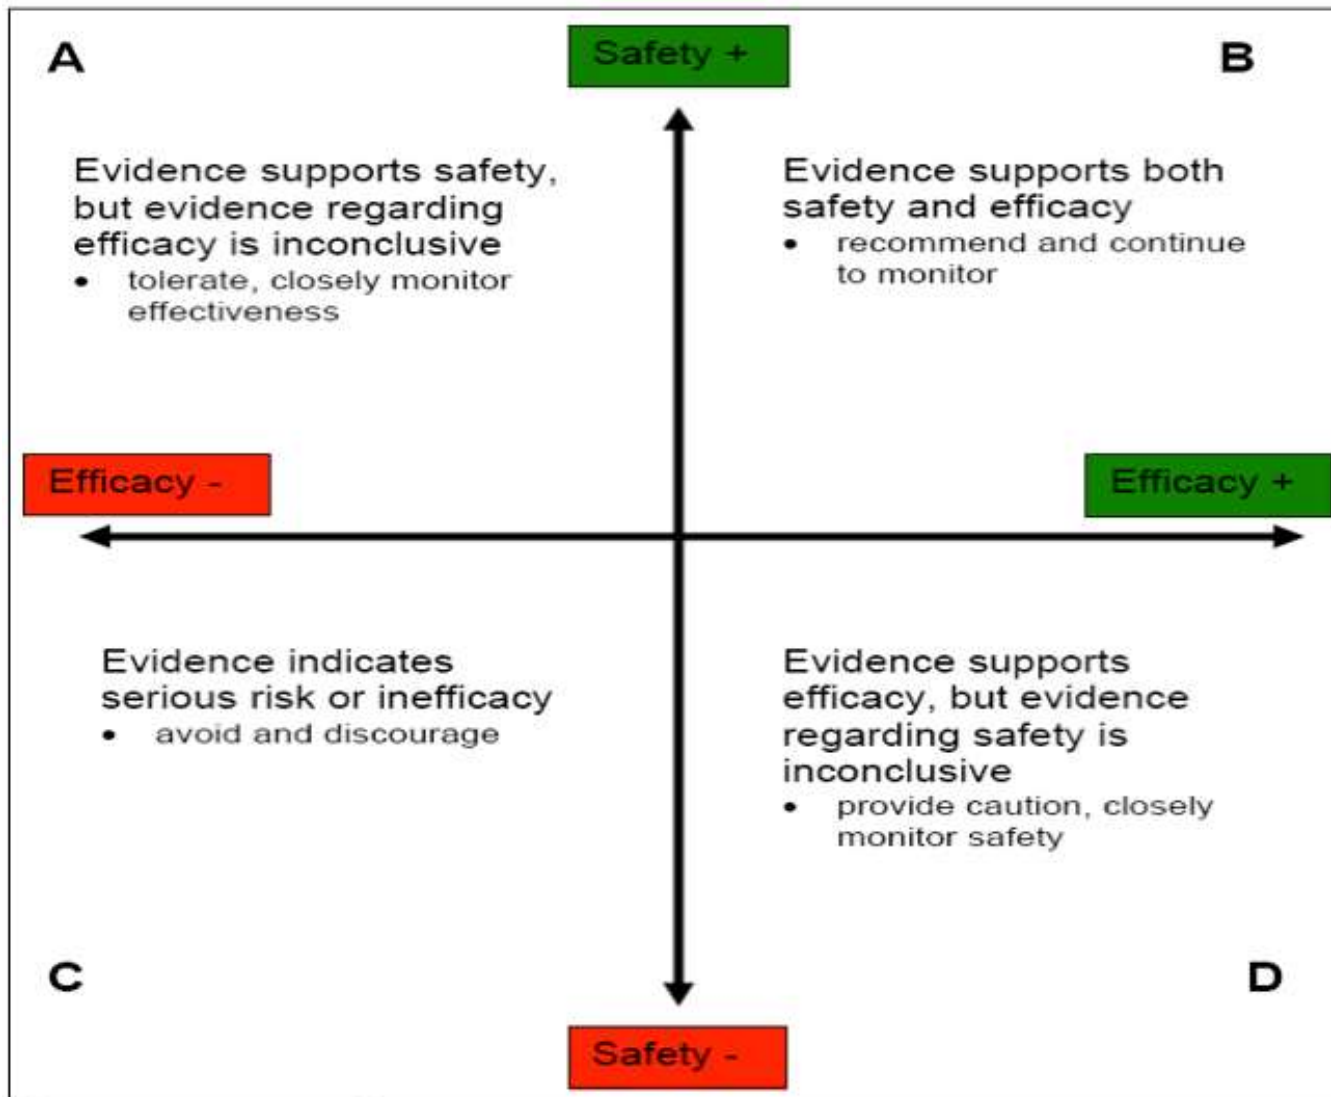 A
Safety +
B
Evidence supports safety,
but evidence regarding
efficacy is inconclusive
• tolerate, closely monitor
effectiveness
Evidence supports both
safety and efficacy
• recommend and continue
to monitor
Efficacy -
Efficacy +
Evidence indicates
serious risk or inefficacy
• avoid and discourage
Evidence supports
efficacy, but evidence
regarding safety is
inconclusive
• provide caution, closely
monitor safety
C
D
Safety -